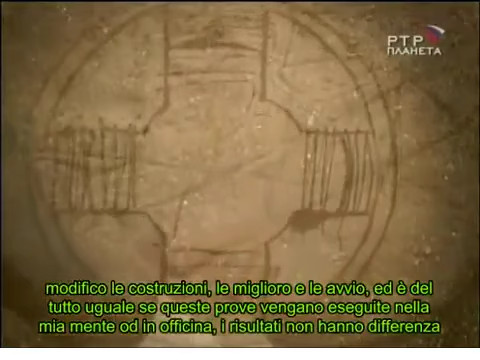 РТР
ПЛАНЕТА
modifico le costruzioni, le miglioro e le avvio, ed è del
tutto uguale se queste prove vengano eseguite nella
mia mente od in officina, i risultati non hanno differenza